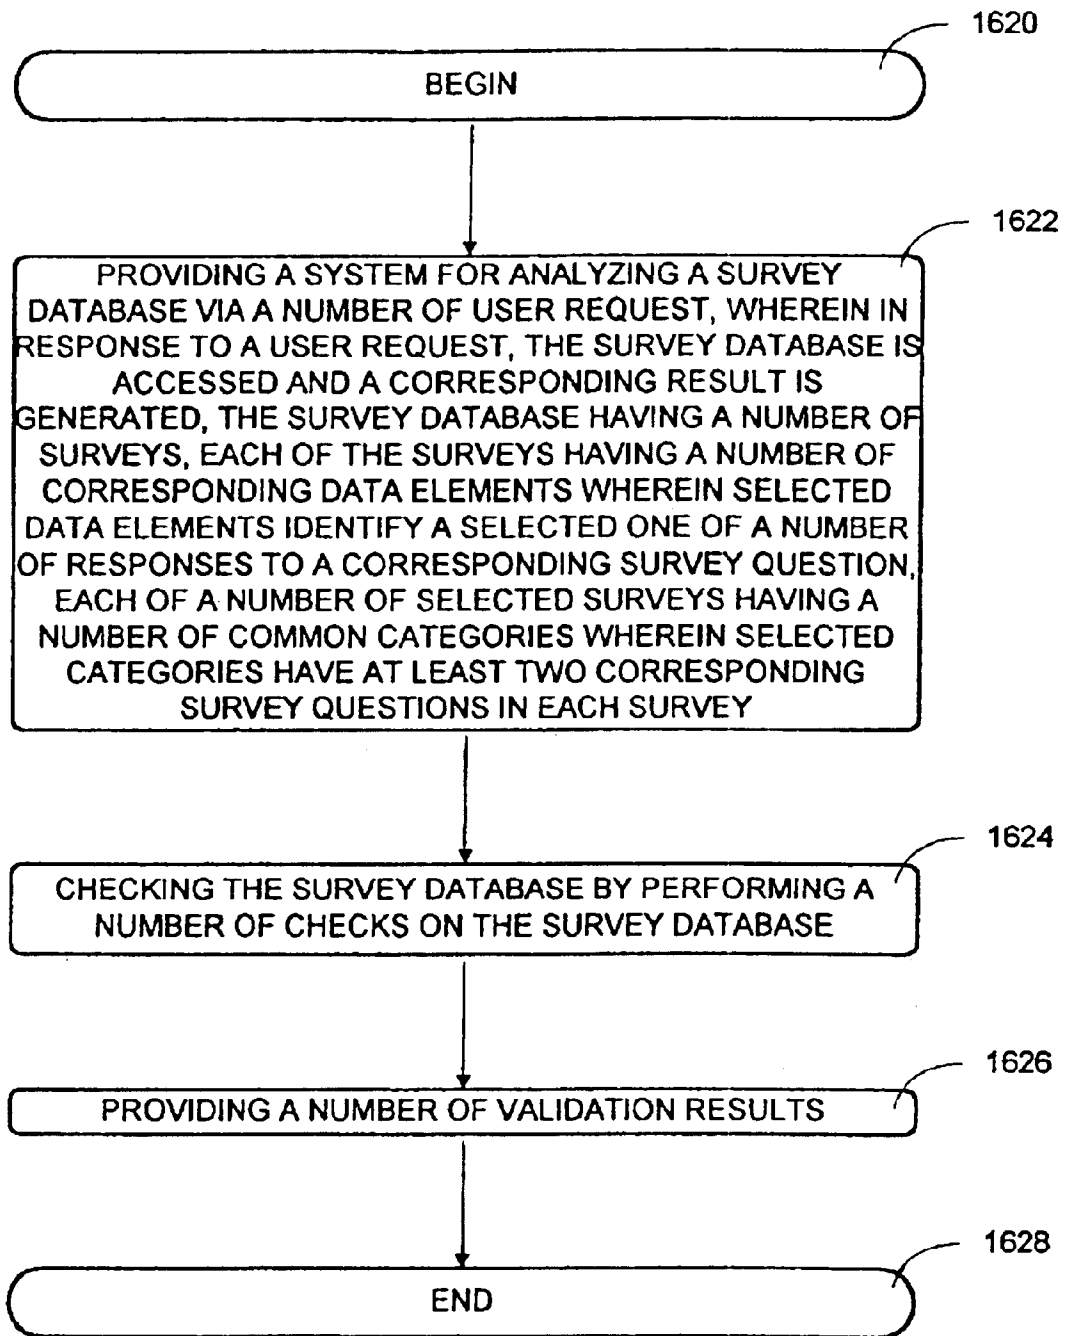 1620
BEGIN
1622
PROVIDING A SYSTEM FOR ANALYZING A SURVEY
DATABASE VIA A NUMBER OF USER REQUEST, WHEREIN IN
RESPONSE TO A USER REQUEST, THE SURVEY DATABASE IS
ACCESSED AND A CORRESPONDING RESULT IS
GENERATED, THE SURVEY DATABASE HAVING A NUMBER OF
SURVEYS, EACH OF THE SURVEYS HAVING A NUMBER OF
CORRESPONDING DATA ELEMENTS WHEREIN SELECTED
DATA ELEMENTS IDENTIFY A SELECTED ONE OF A NUMBER
OF RESPONSES TO A CORRESPONDING SURVEY QUESTION,
EACH OF A NUMBER OF SELECTED SURVEYS HAVING A
NUMBER OF COMMON CATEGORIES WHEREIN SELECTED
CATEGORIES HAVE AT LEAST TWO CORRESPONDING
SURVEY QUESTIONS IN EACH SURVEY
1624
CHECKING THE SURVEY DATABASE BY PERFORMING A
NUMBER OF CHECKS ON THE SURVEY DATABASE
1626
PROVIDING A NUMBER OF VALIDATION RESULTS
1628
END